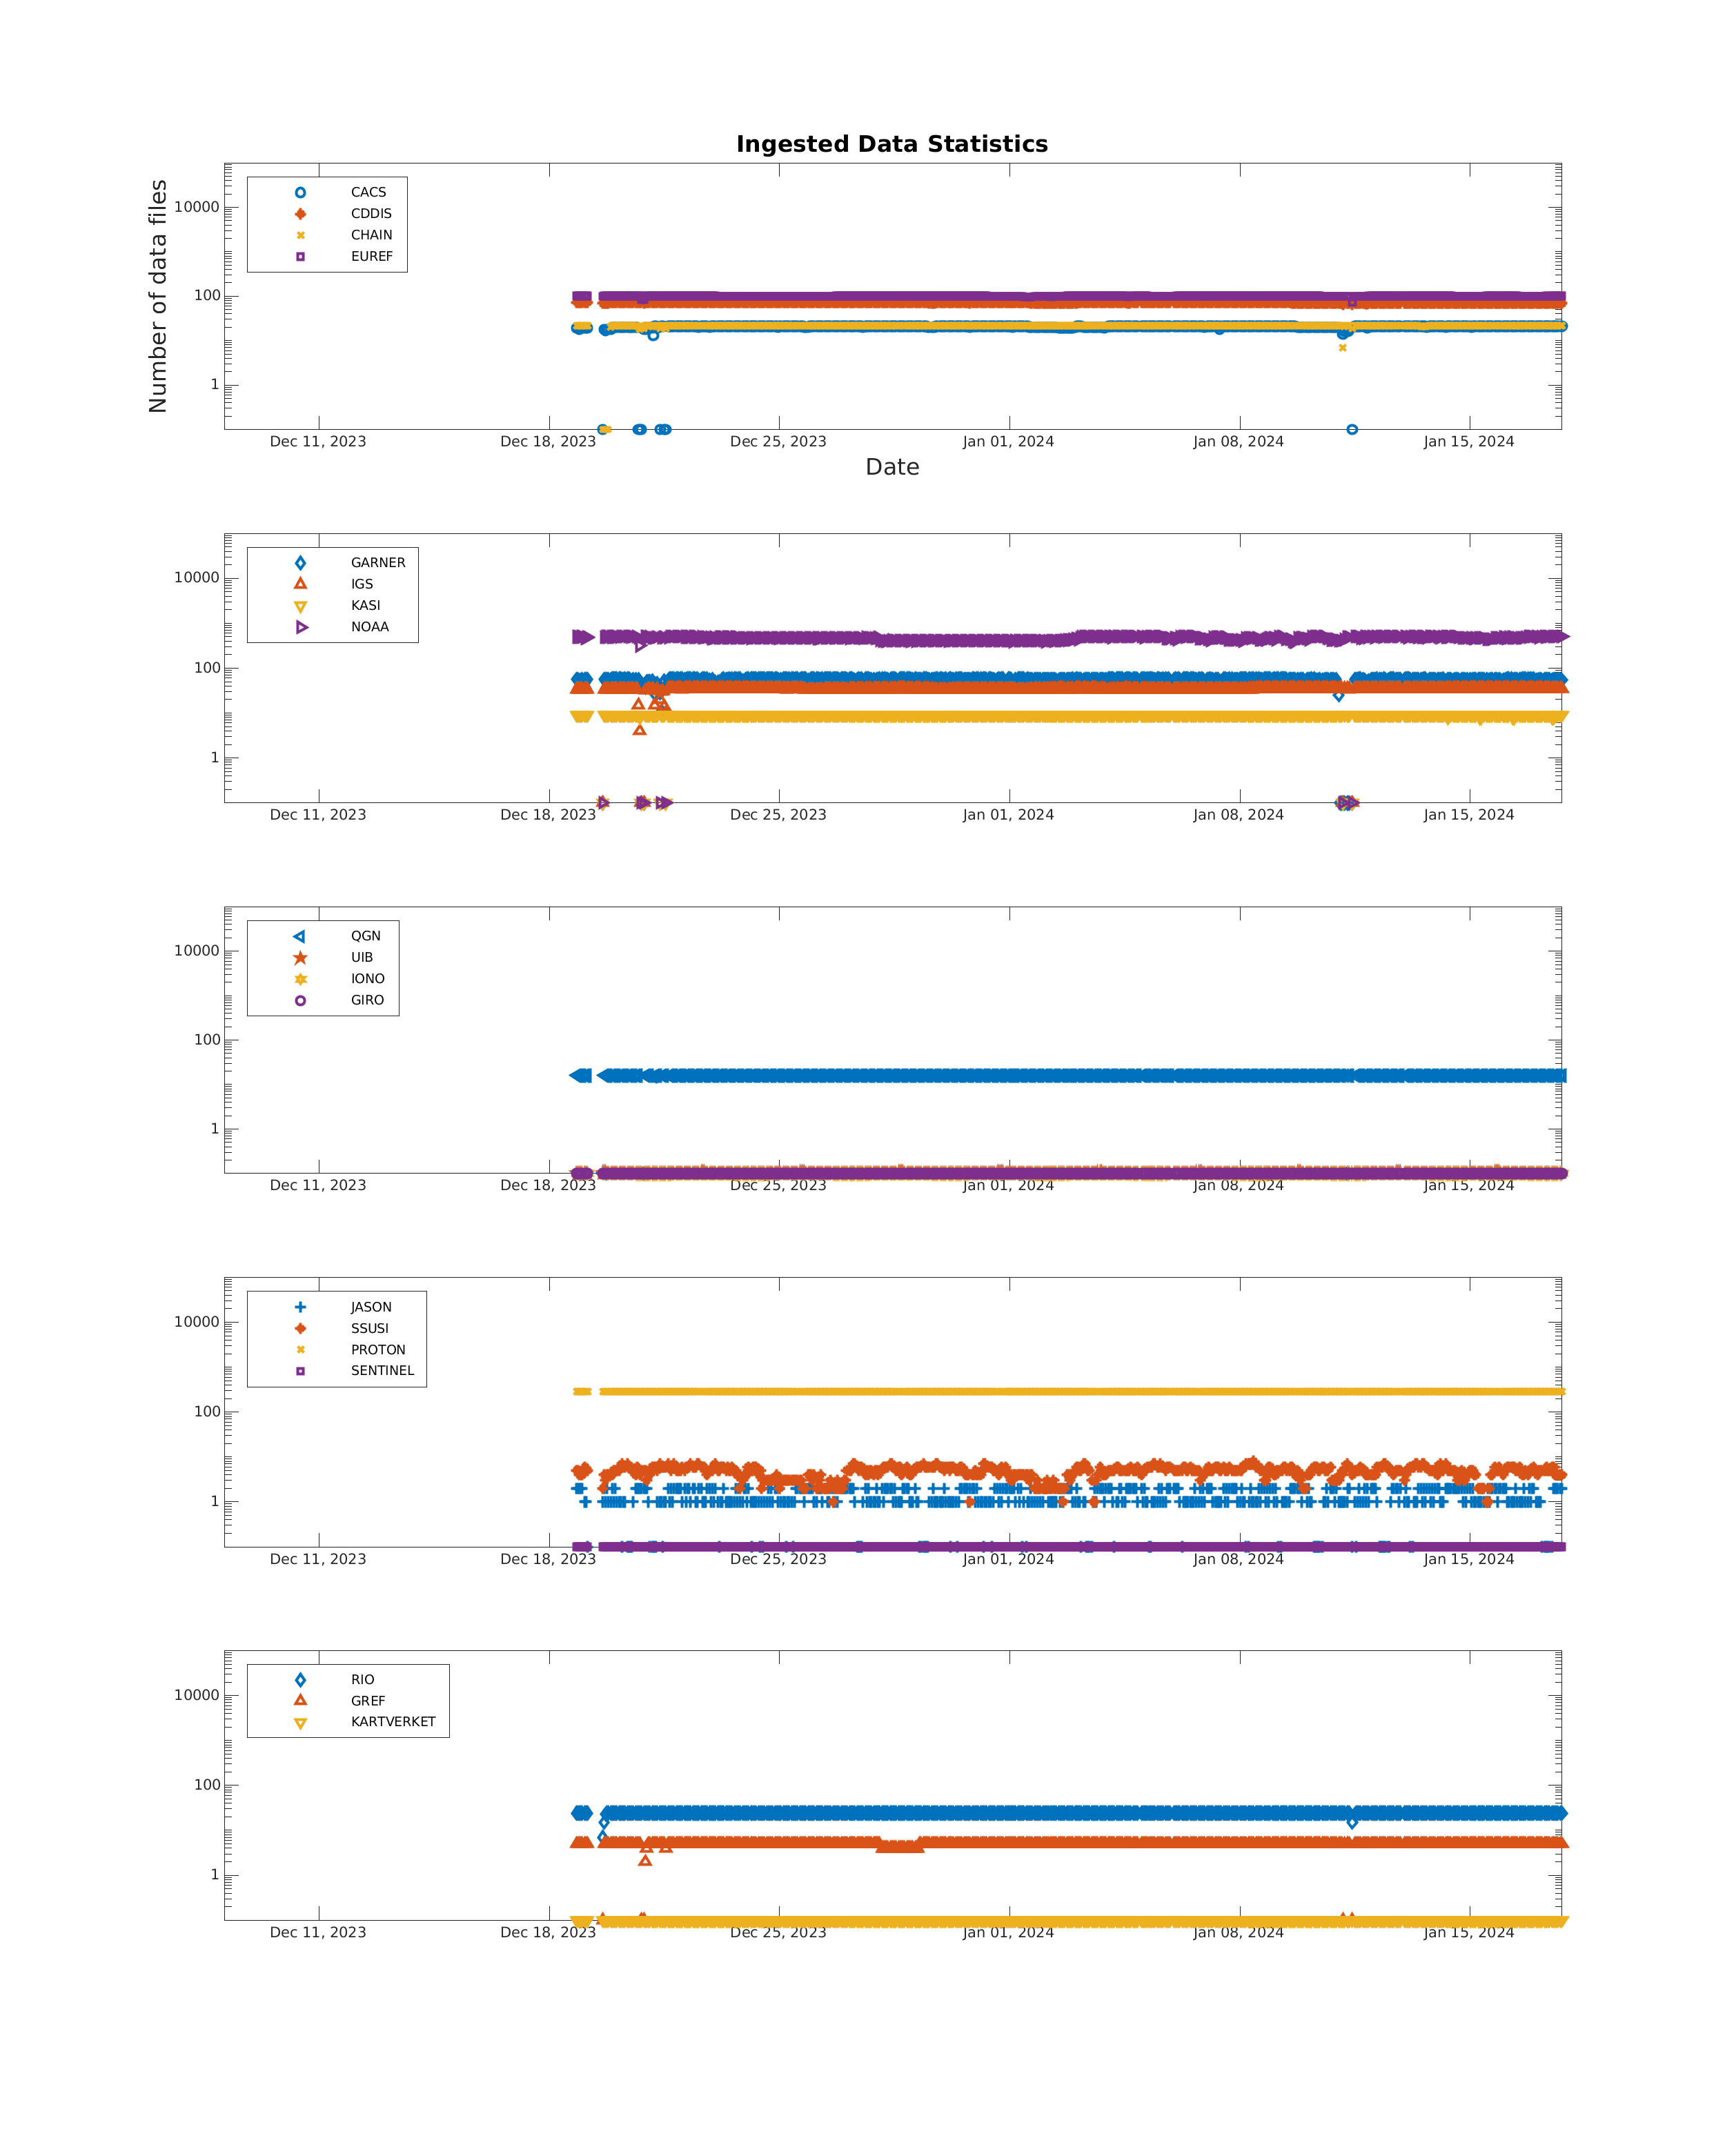 Ingested Data Statistics
Number of data files
10000
100
1
CACS
CDDIS
CHAIN
EUREF
Dec 11, 2023
Dec 18, 2023
Dec 25, 2023
Jan 01, 2024
Jan 08, 2024
Jan 15, 2024
Date
10000
100
1
GARNER
IGS
KASI
NOAA
Dec 11, 2023
Dec 18, 2023
Dec 25, 2023
Jan 01, 2024
Jan 08, 2024
Jan 15, 2024
10000
100
1
QGN
UIB
IONO
GIRO
Dec 11, 2023
Dec 18, 2023
Dec 25, 2023
Jan 01, 2024
Jan 08, 2024
Jan 15, 2024
10000
100
1
JASON
SSUSI
PROTON
SENTINEL
Dec 11, 2023
Dec 18, 2023
Dec 25, 2023
Jan 01, 2024
Jan 08, 2024
Jan 15, 2024
10000
100
1
RIO
GREF
KARTVERKET
Dec 11, 2023
Dec 18, 2023
Dec 25, 2023
Jan 01, 2024
Jan 08, 2024
Jan 15, 2024